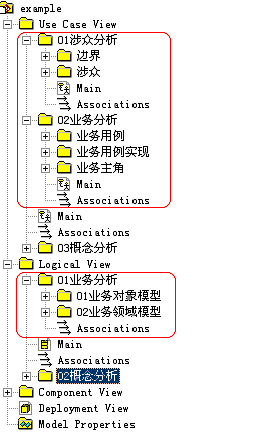 example
Use Case View
01涉众分析
边界
涉众
Main
Associations
02业务分析
业务用例
业务用例实现
业务主角
Main
Associations
Main
Associations
03概念分析
Logical View
01业务分析
01业务对象模型
02业务领域模型
Associations
Main
Associations
02概念分析
Component View
Deployment View
Model Properties